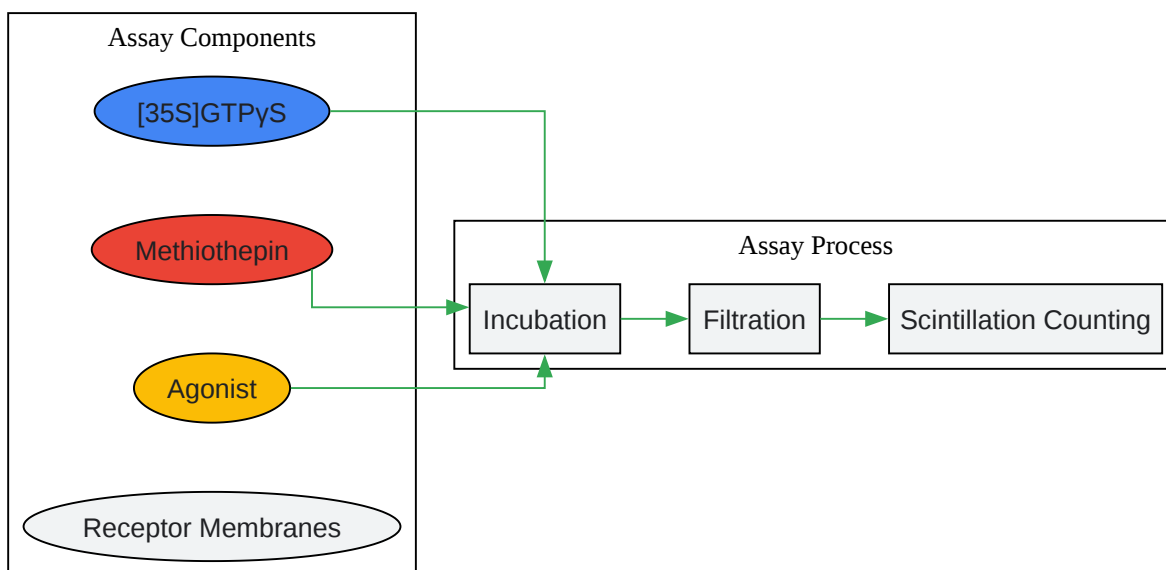 Assay Components
[35S]GTPγS
Methiothepin
Agonist
Receptor Membranes
Assay Process
Incubation
Filtration
Scintillation Counting